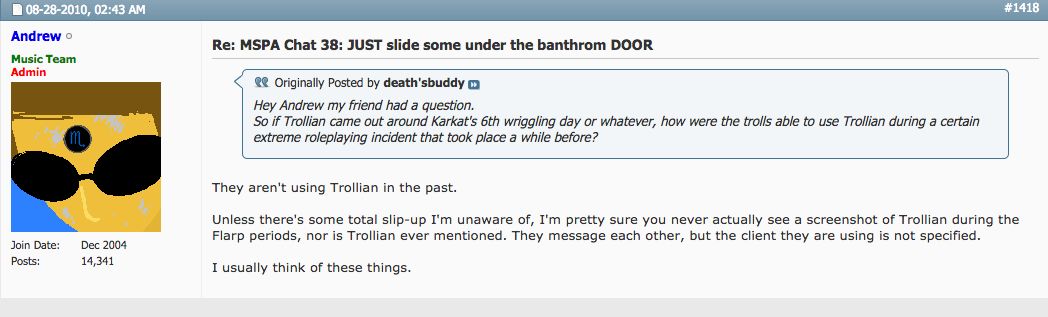 08-28-2010, 02:43 AM
#1418
Andrew
Music Team
Admin
♏
Join Date: Dec 2004
Posts: 14,341
Re: MSPA Chat 38: JUST slide some under the banthrom DOOR
Originally Posted by death'sbuddy
Hey Andrew my friend had a question.
So if Trollian came out around Karkat's 6th wriggling day or whatever, how were the trolls able to use Trollian during a certain
extreme roleplaying incident that took place a while before?
They aren't using Trollian in the past.
Unless there's some total slip-up I'm unaware of, I'm pretty sure you never actually see a screenshot of Trollian during the
Flarp periods, nor is Trollian ever mentioned. They message each other, but the client they are using is not specified.
I usually think of these things.